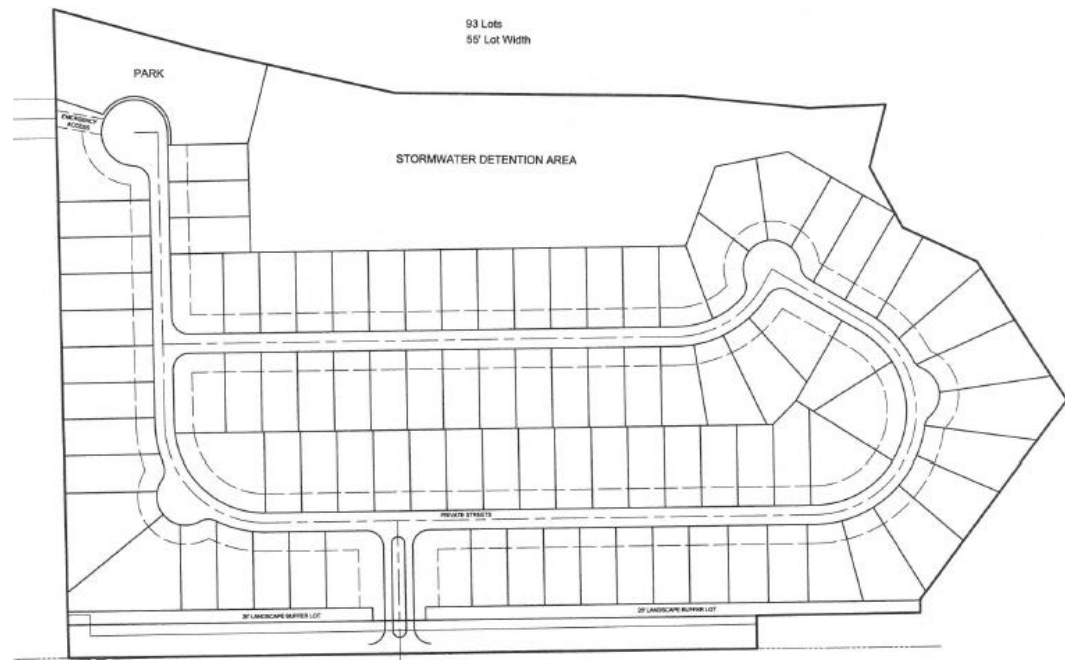 93 Lots
55' Lot Width
PARK
EMERGENCY
ACCESS
STORMWATER DETENTION AREA
PRIVATE STREETS
LANDSCAPE BUFFER LOT
LANDSCAPE BUFFER LOT